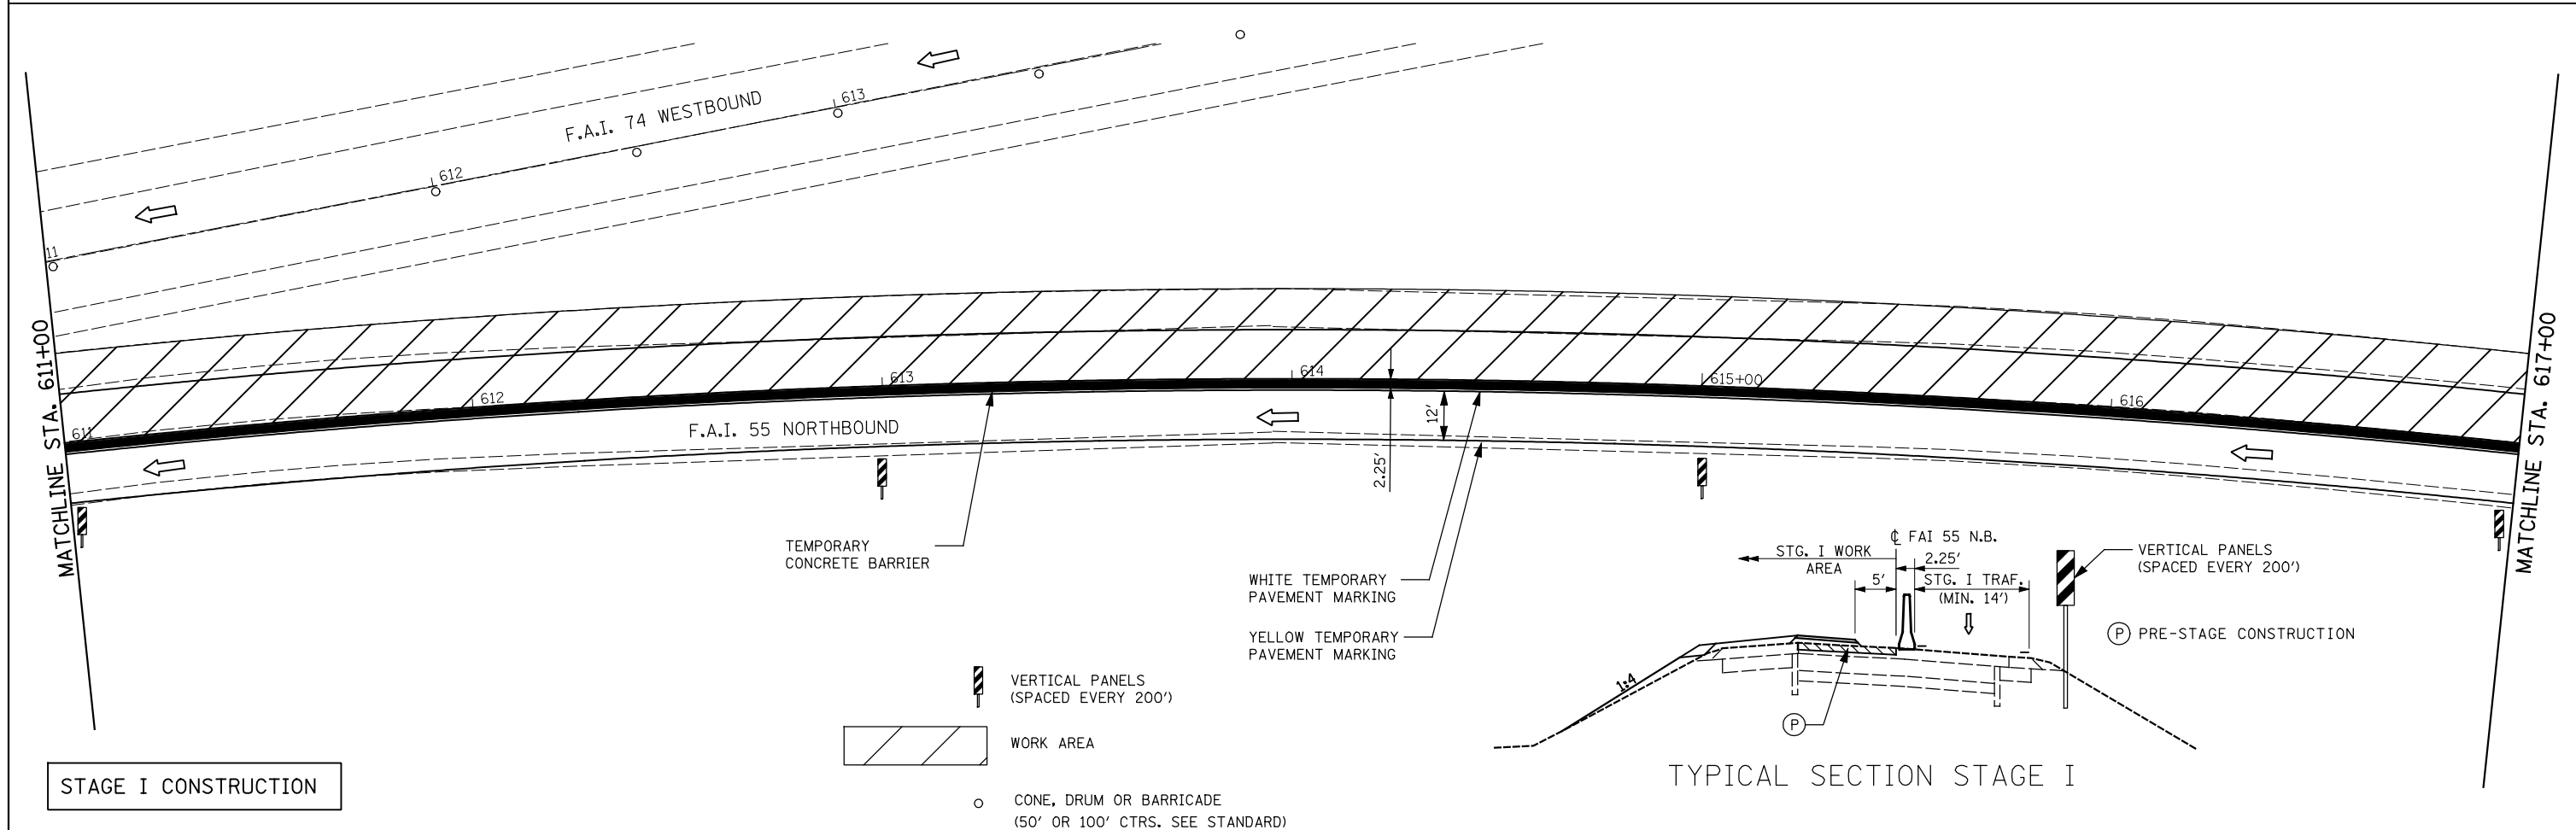 F.A.I. 74 WESTBOUND
613
612
11
MATCHLINE STA. 611+00
611
612
613
614
615+00
616
MATCHLINE STA. 617+00
F.A.I. 55 NORTHBOUND
12'
2.25'
TEMPORARY
CONCRETE BARRIER
WHITE TEMPORARY
PAVEMENT MARKING
YELLOW TEMPORARY
PAVEMENT MARKING
℄ FAI 55 N.B.
STG. I WORK
AREA
2.25'
5'
STG. I TRAF.
(MIN. 14')
VERTICAL PANELS
(SPACED EVERY 200')
P PRE-STAGE CONSTRUCTION
1:4
P
TYPICAL SECTION STAGE I
VERTICAL PANELS
(SPACED EVERY 200')
WORK AREA
CONE, DRUM OR BARRICADE
(50' OR 100' CTRS. SEE STANDARD)
STAGE I CONSTRUCTION